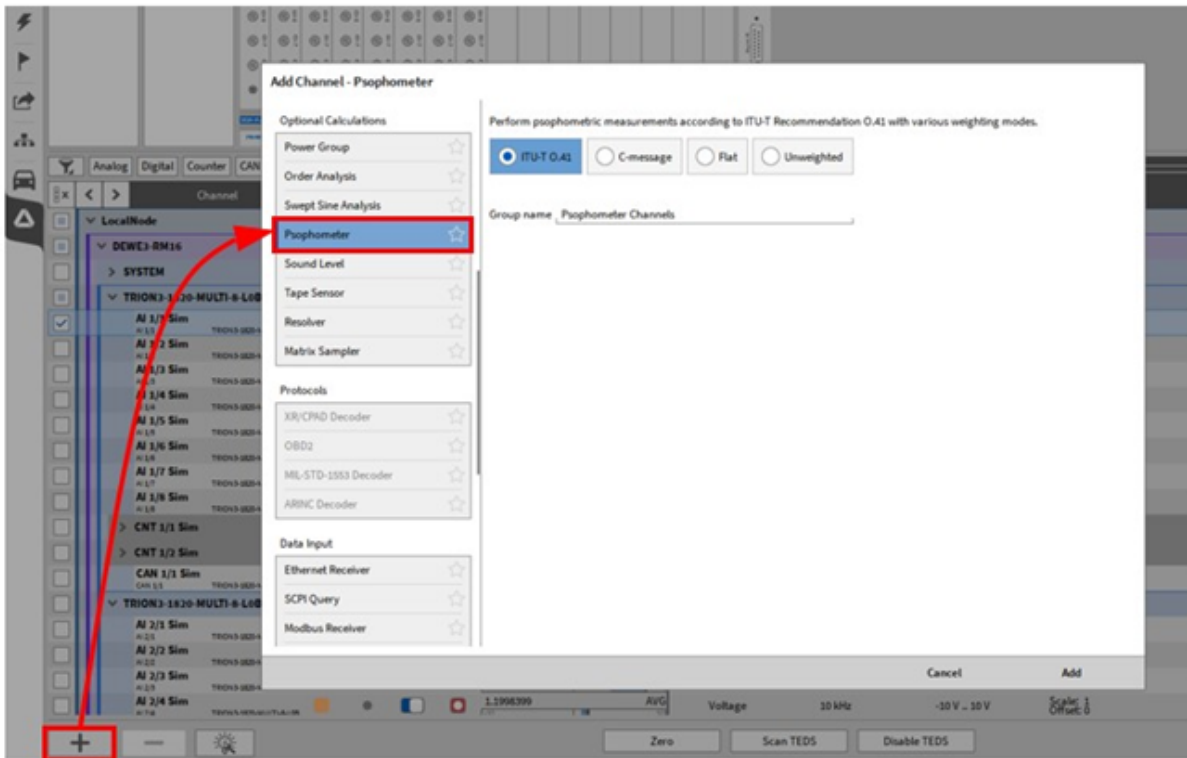 Add Channel - Psophometer
Optional Calculations
Power Group
Order Analysis
Swept Sine Analysis
Psophometer
Sound Level
Tape Sensor
Resolver
Matrix Sampler
Protocols
XR/CPAD Decoder
OBD2
MIL-STD-1553 Decoder
ARINC Decoder
Data Input
Ethernet Receiver
SCPI Query
Modbus Receiver
Perform psophometric measurements according to ITU-T Recommendation O.41 with various weighting modes.
ITU-T O.41 C-message Flat Unweighted
Group name Psophometer Channels
Cancel Add
Analog Digital Counter CAN
Channel
LocalNode
DEWE3-RM16
SYSTEM
AI 1/4 Sim
AI 1/5 Sim
AI 1/6 Sim
AI 1/7 Sim
AI 1/8 Sim
CNT 1/1 Sim
CNT 1/2 Sim
CAN 1/1 Sim
CAN 1/1
AI 2/1 Sim
AI 2/1
AI 2/2 Sim
AI 2/2
AI 2/3 Sim
AI 2/3
AI 2/4 Sim
1.1998399 AVG Voltage 10 kHz -10 V .. 10 V Scale: 1
Offset: 0
Zero Scan TEDS Disable TEDS